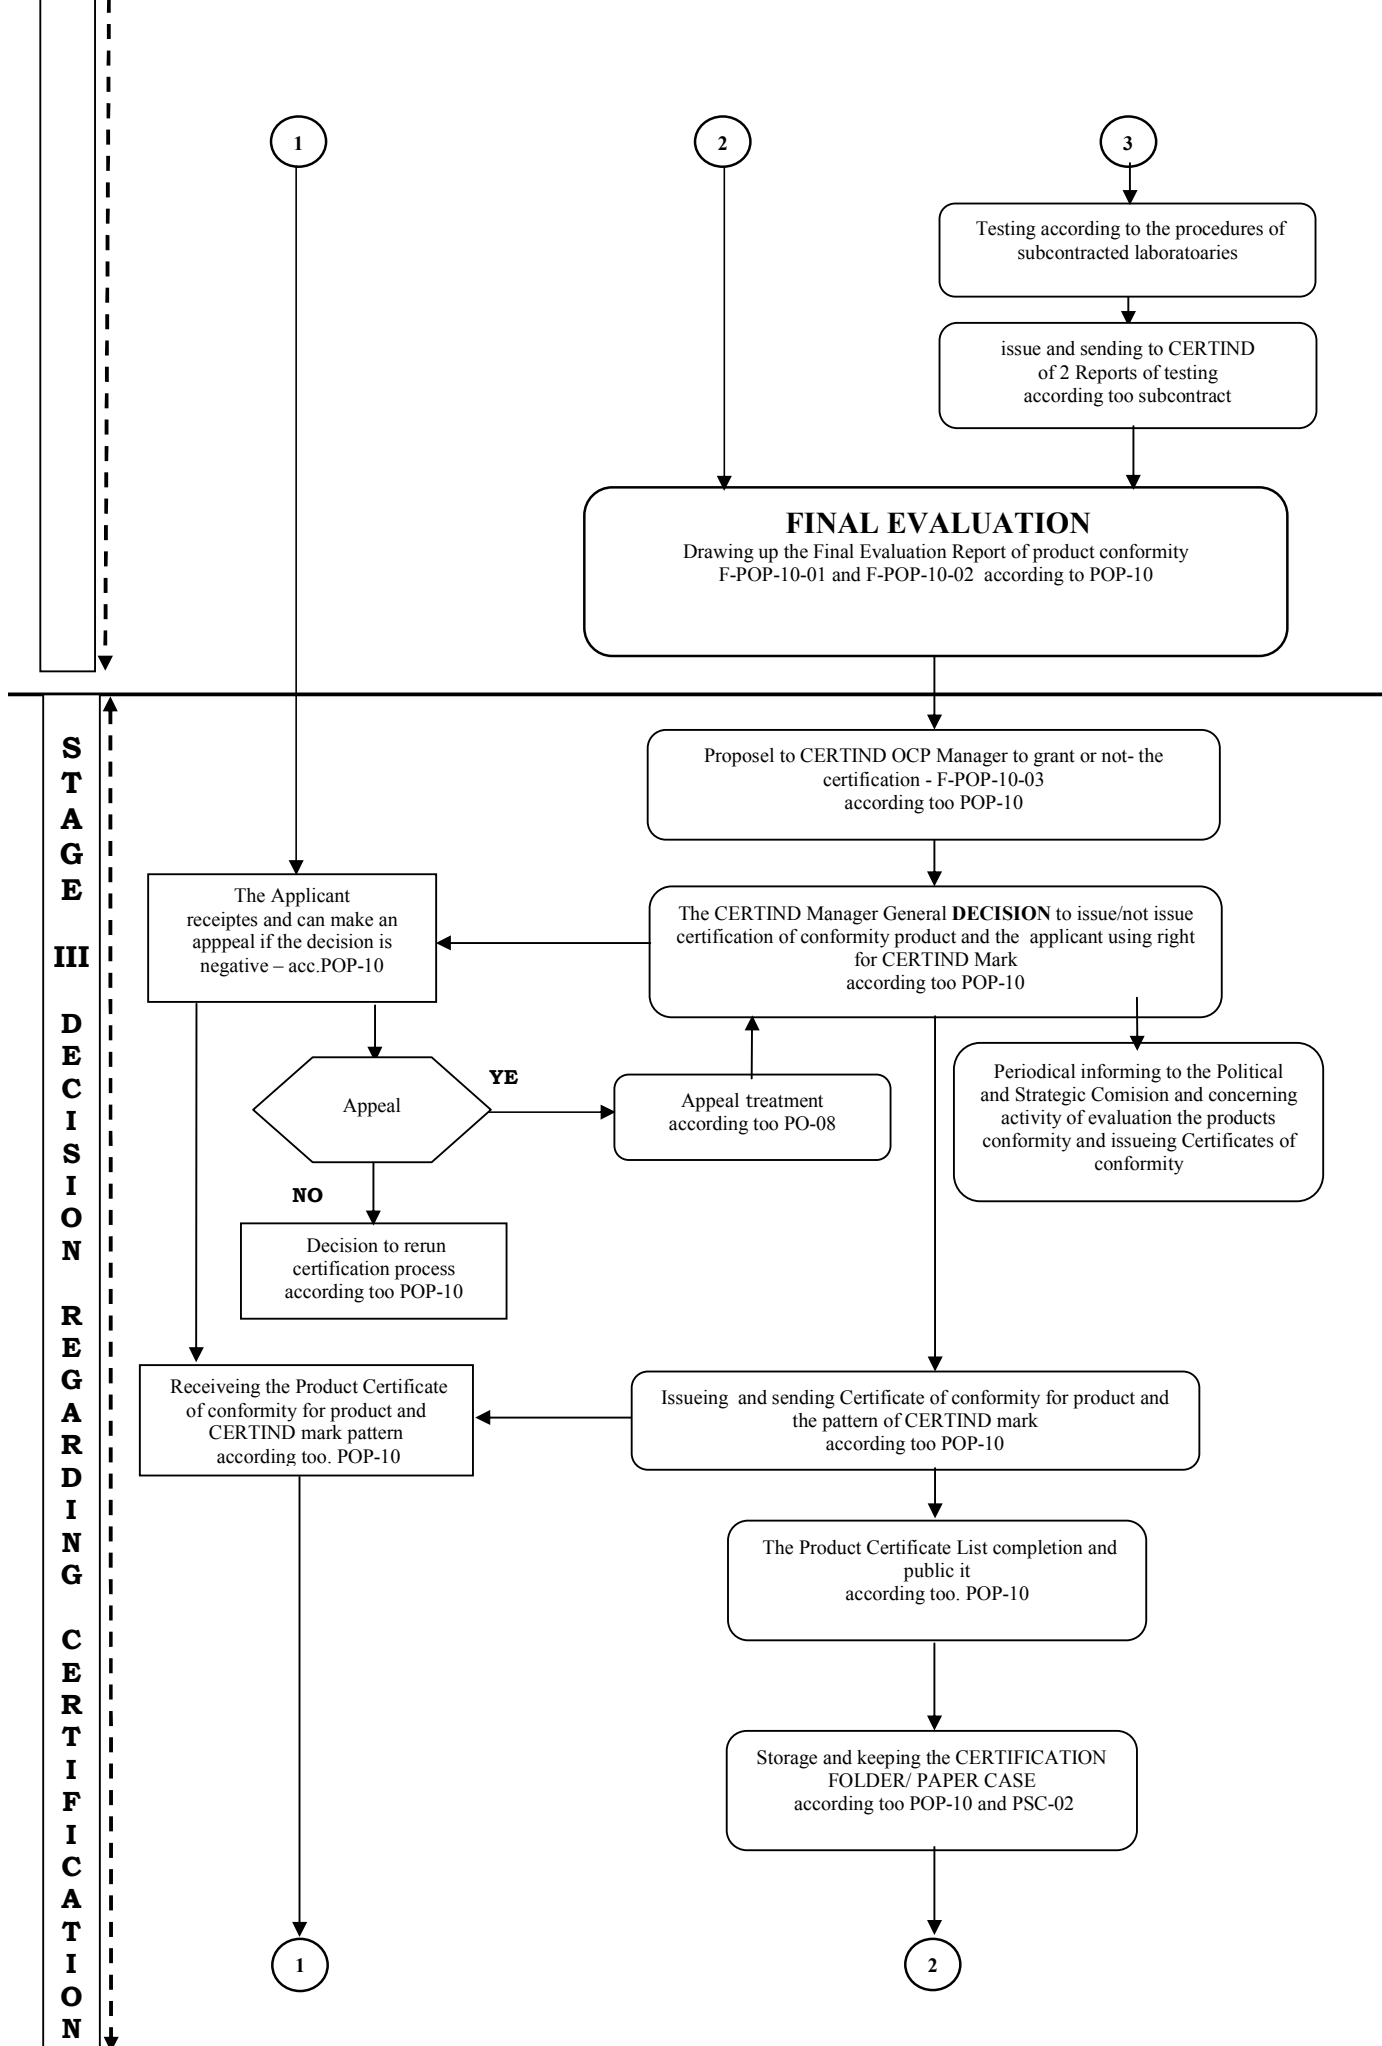 1
2
3
Testing according to the procedures of
subcontracted laboratoaries
issue and sending to CERTIND
of 2 Reports of testing
according too subcontract
FINAL EVALUATION
Drawing up the Final Evaluation Report of product conformity
F-POP-10-01 and F-POP-10-02 according to POP-10
STAGE III DECISION REGARDING CERTIFICATION
Proposel to CERTIND OCP Manager to grant or not- the
certification - F-POP-10-03
according too POP-10
The Applicant
receiptes and can make an
apppeal if the decision is
negative – acc.POP-10
The CERTIND Manager General DECISION to issue/not issue
certification of conformity product and the applicant using right
for CERTIND Mark
according too POP-10
Appeal
YE
Appeal treatment
according too PO-08
Periodical informing to the Political
and Strategic Comision and concerning
activity of evaluation the products
conformity and issueing Certificates of
conformity
NO
Decision to rerun
certification process
according too POP-10
Receiveing the Product Certificate
of conformity for product and
CERTIND mark pattern
according too. POP-10
Issueing and sending Certificate of conformity for product and
the pattern of CERTIND mark
according too POP-10
The Product Certificate List completion and
public it
according too. POP-10
Storage and keeping the CERTIFICATION
FOLDER/ PAPER CASE
according too POP-10 and PSC-02
1
2